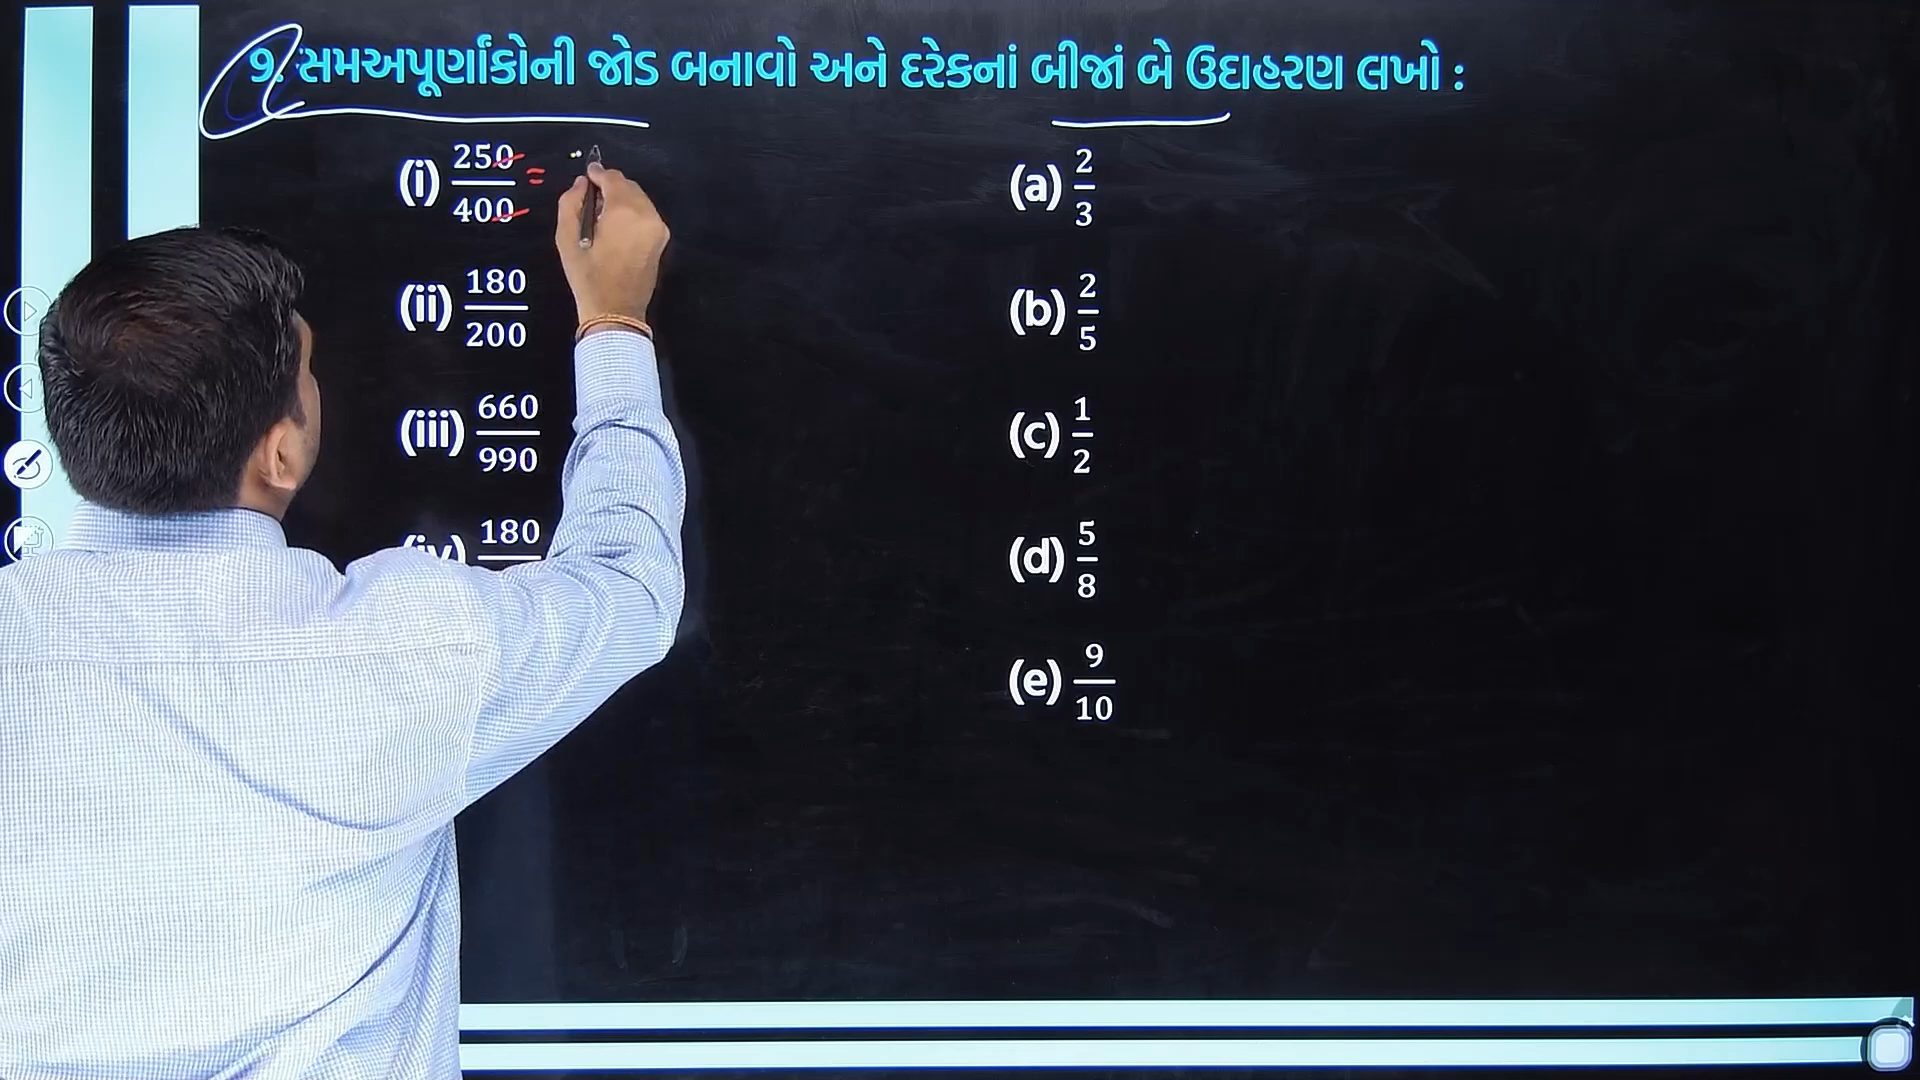 9. સમઅપૂર્ણાંકોની જોડ બનાવો અને દરેકનાં બીજાં બે ઉદાહરણ લખો :
(i) 250/400 =
(a) 2/3
(ii) 180/200
(b) 2/5
(iii) 660/990
(c) 1/2
(iv) 180
(d) 5/8
(e) 9/10